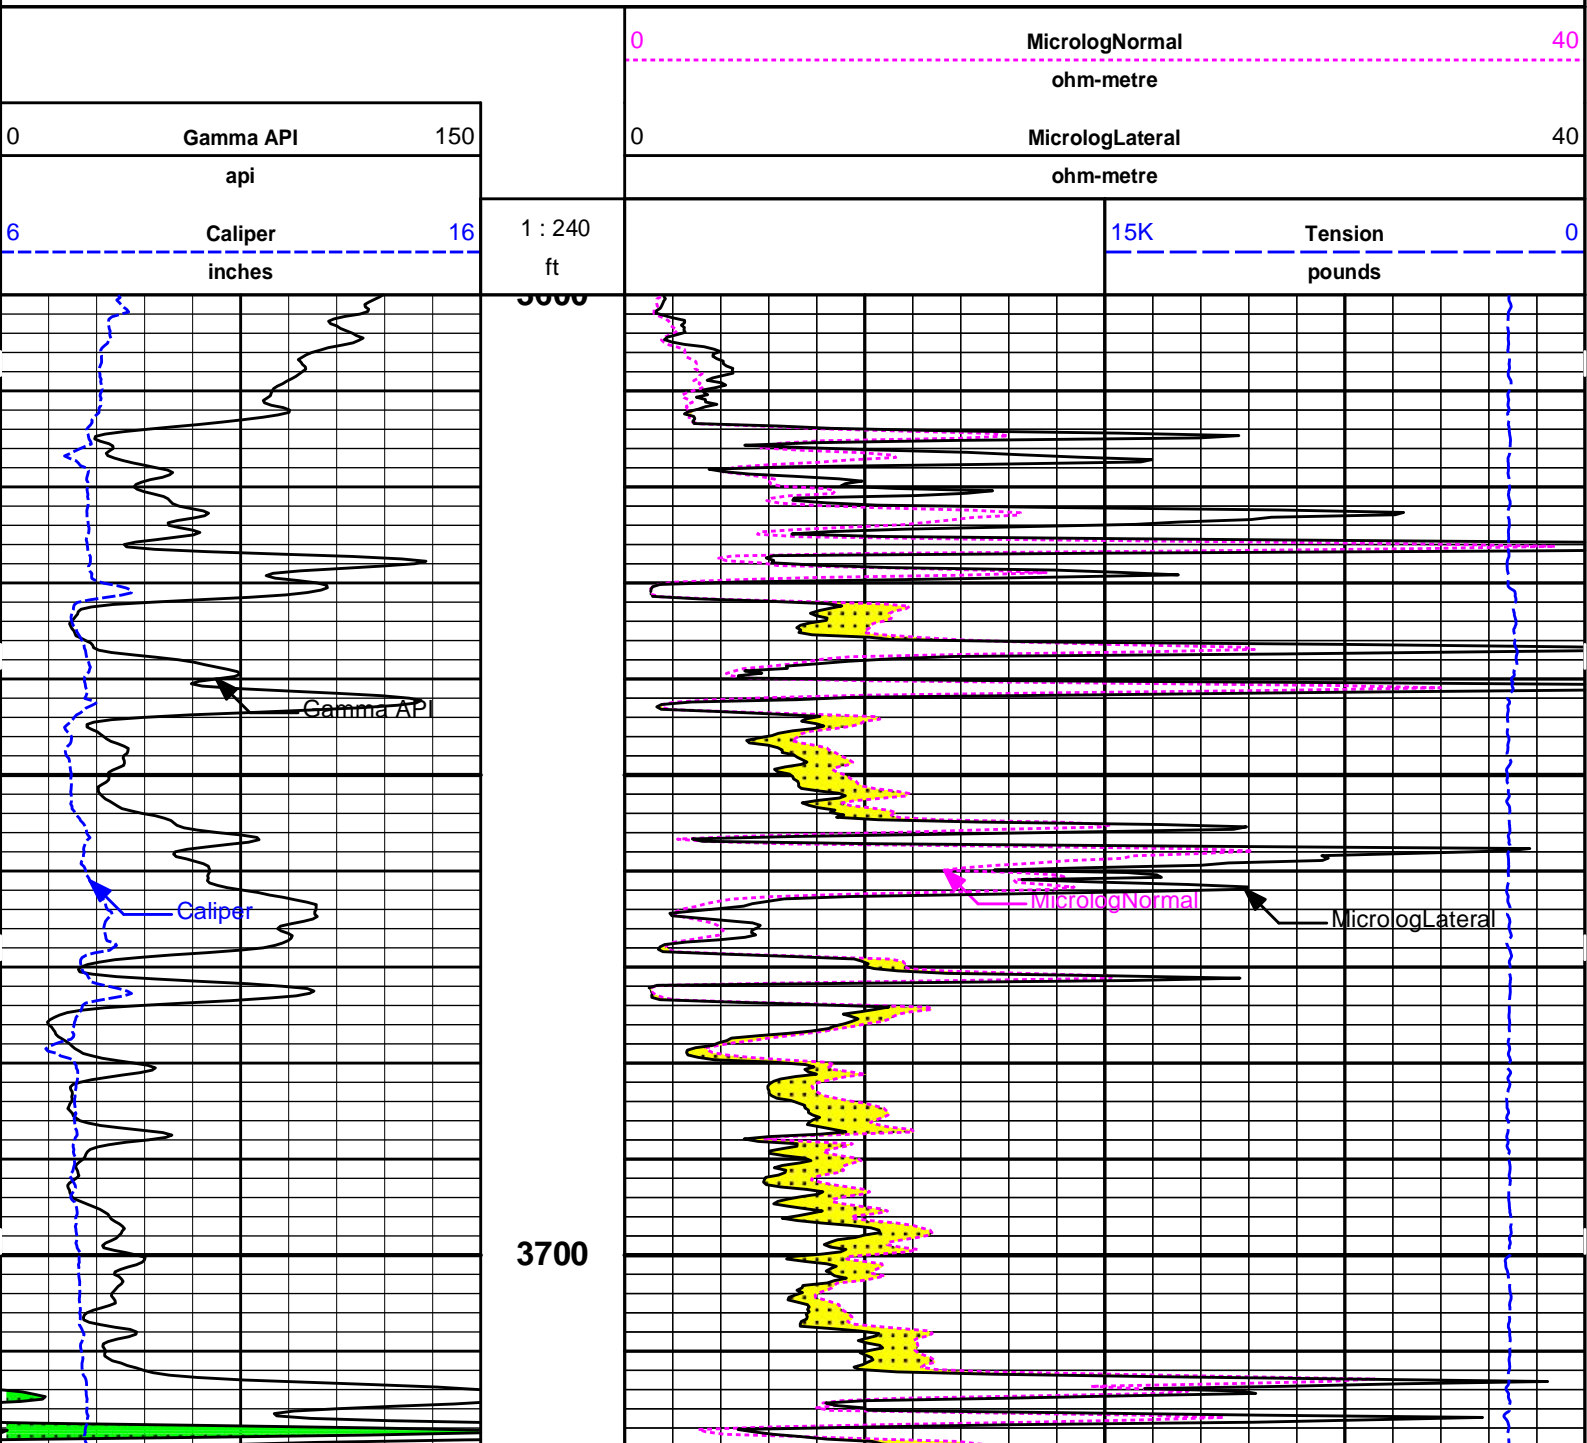 0 MicrologNormal 40
ohm-metre
0 Gamma API 150
0 MicrologLateral 40
api
ohm-metre
6 Caliper 16
1 : 240
15K Tension 0
inches
ft
pounds
Gamma API
Caliper
MicrologNormal
MicrologLateral
3700